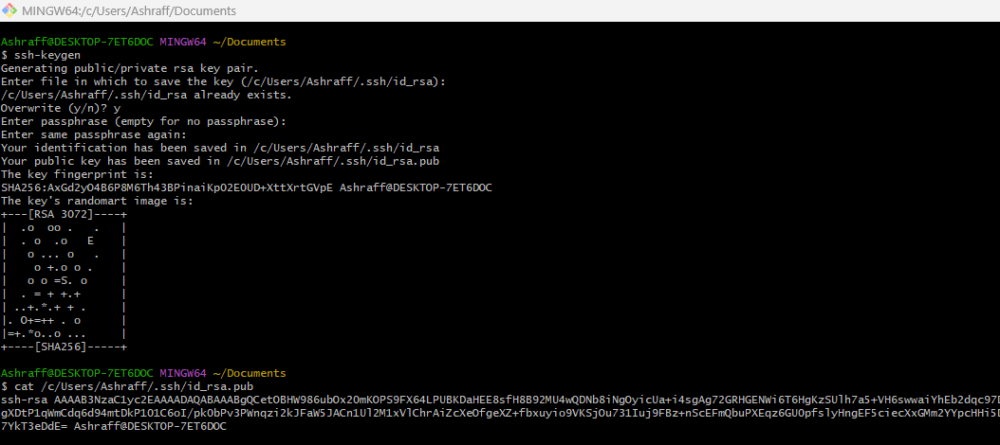 MINGW64:/c/Users/Ashraff/Documents
Ashraff@DESKTOP-7ET6DOC MINGW64 ~/Documents
$ ssh-keygen
Generating public/private rsa key pair.
Enter file in which to save the key (/c/Users/Ashraff/.ssh/id_rsa):
/c/Users/Ashraff/.ssh/id_rsa already exists.
Overwrite (y/n)? y
Enter passphrase (empty for no passphrase):
Enter same passphrase again:
Your identification has been saved in /c/Users/Ashraff/.ssh/id_rsa
Your public key has been saved in /c/Users/Ashraff/.ssh/id_rsa.pub
The key fingerprint is:
SHA256:AxGd2yO4B6P8M6Th43BPinaiKpO2EOUD+XttXrtGVpE Ashraff@DESKTOP-7ET6DOC
The key's randomart image is:
+---[RSA 3072]----+
|  .o  oo .   .   |
|  . o  .o   E    |
|   o ... o   .   |
|    o +.o o .    |
|   o o =S. o     |
|  . = + +.+      |
| ..+.*.+ + .     |
|. O+=++ . o      |
|=+.*o..o ...     |
+----[SHA256]-----+
Ashraff@DESKTOP-7ET6DOC MINGW64 ~/Documents
$ cat /c/Users/Ashraff/.ssh/id_rsa.pub
ssh-rsa AAAAB3NzaC1yc2EAAAADAQABAAABgQCetOBHW986ubOx2OmKOPS9FX64LPUBKDaHEE8sfH8B92MU4wQDNb8iNgOyicUa+i4sgAg72GRHGENWi6T6HgKzSUlh7a5+VH6swwaiYhEb2dqc97D
gXDtP1qWmCdq6d94mtDkP1O1C6oI/pkObPv3PWnqzi2kJFaW5JACn1Ul2M1xVlChrAiZcXeOfgeXZ+fbxuyio9VKSjOu731Iuj9FBz+nScEFmQbuPXEqz6GUOpfslyHngEF5ciecXxGMm2YYpcHHi5D
7YkT3eDdE= Ashraff@DESKTOP-7ET6DOC